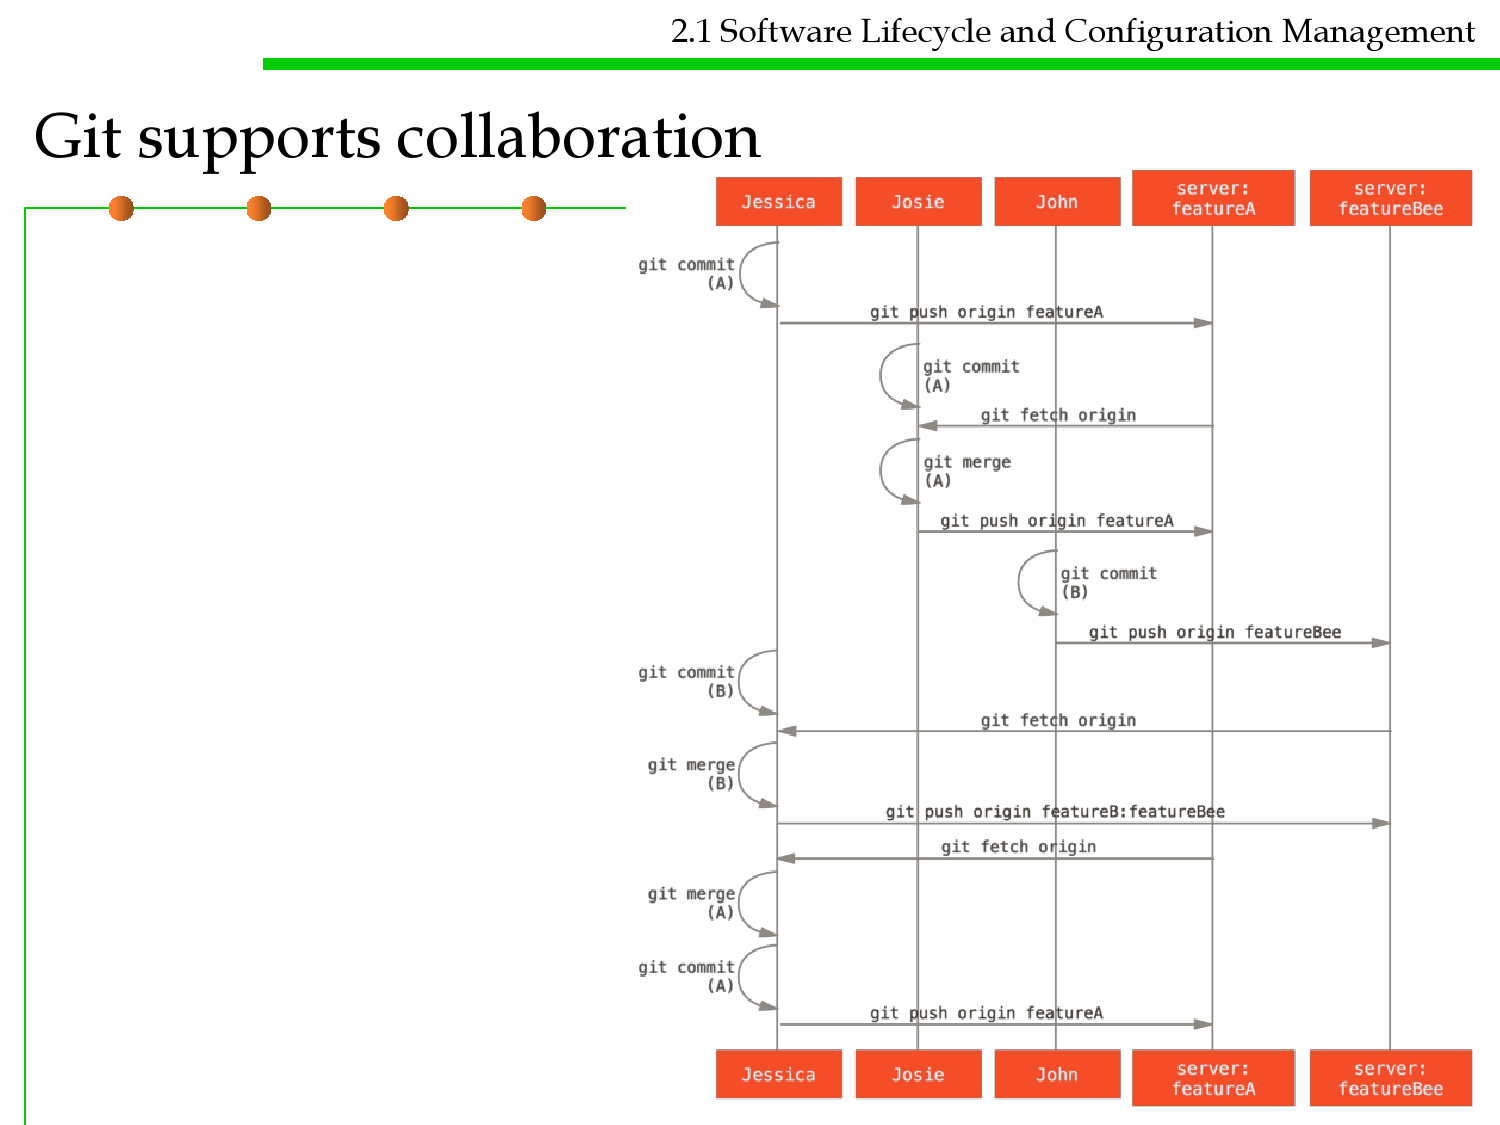 2.1 Software Lifecycle and Configuration Management
Git supports collaboration
Jessica
Josie
John
server:
featureA
server:
featureBee
git commit
(A)
git push origin featureA
git commit
(A)
git fetch origin
git merge
(A)
git push origin featureA
git commit
(B)
git push origin featureBee
git commit
(B)
git fetch origin
git merge
(B)
git push origin featureB:featureBee
git fetch origin
git merge
(A)
git commit
(A)
git push origin featureA
Jessica
Josie
John
server:
featureA
server:
featureBee